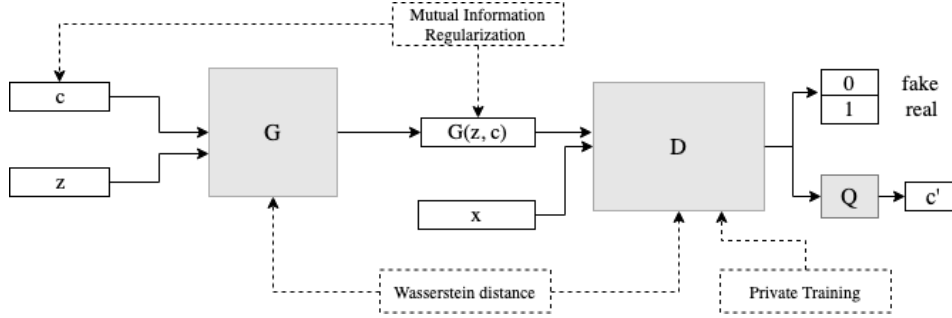 Mutual Information
Regularization
c
G
z
G(z, c)
x
D
0 fake
1 real
Q
c'
Wasserstein distance
Private Training